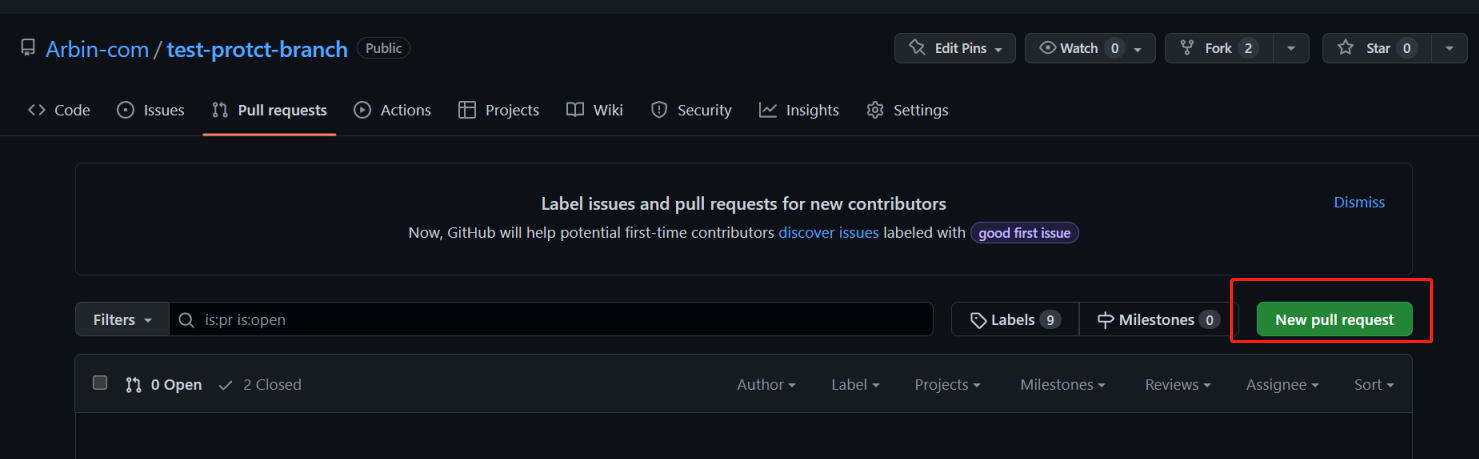 Arbin-com / test-protct-branch Public Edit Pins Watch 0 Fork 2 Star 0
Code Issues Pull requests Actions Projects Wiki Security Insights Settings
Label issues and pull requests for new contributors Dismiss
Now, GitHub will help potential first-time contributors discover issues labeled with good first issue
Filters is:pr is:open Labels 9 Milestones 0 New pull request
0 Open 2 Closed Author Label Projects Milestones Reviews Assignee Sort